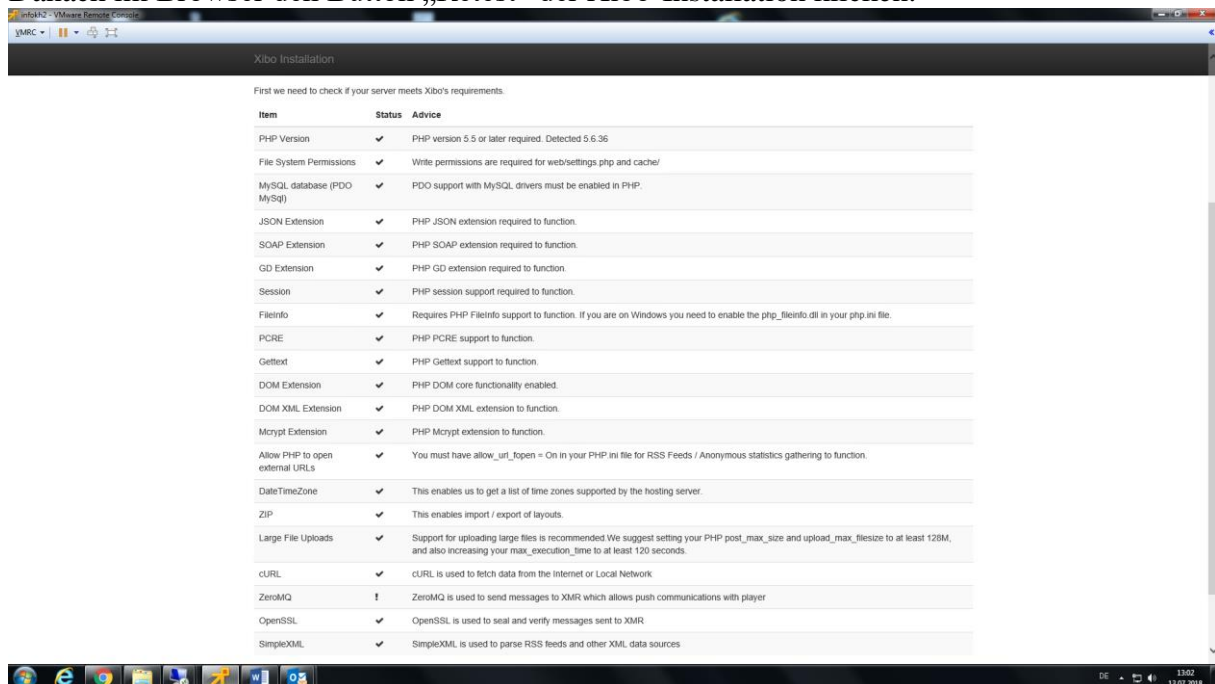 infokh2 - VMware Remote Console
VMRC
Xibo Installation
First we need to check if your server meets Xibo's requirements.
Item Status Advice
PHP Version ✔ PHP version 5.5 or later required. Detected 5.6.36
File System Permissions ✔ Write permissions are required for web/settings.php and cache/
MySQL database (PDO ✔ PDO support with MySQL drivers must be enabled in PHP.
MySql)
JSON Extension ✔ PHP JSON extension required to function.
SOAP Extension ✔ PHP SOAP extension required to function.
GD Extension ✔ PHP GD extension required to function.
Session ✔ PHP session support required to function.
FileInfo ✔ Requires PHP FileInfo support to function. If you are on Windows you need to enable the php_fileinfo.dll in your php.ini file.
PCRE ✔ PHP PCRE support to function.
Gettext ✔ PHP Gettext support to function.
DOM Extension ✔ PHP DOM core functionality enabled.
DOM XML Extension ✔ PHP DOM XML extension to function.
Mcrypt Extension ✔ PHP Mcrypt extension to function.
Allow PHP to open ✔ You must have allow_url_fopen = On in your PHP.ini file for RSS Feeds / Anonymous statistics gathering to function.
external URLs
DateTimeZone ✔ This enables us to get a list of time zones supported by the hosting server.
ZIP ✔ This enables import / export of layouts.
Large File Uploads ✔ Support for uploading large files is recommended.We suggest setting your PHP post_max_size and upload_max_filesize to at least 128M,
and also increasing your max_execution_time to at least 120 seconds.
cURL ✔ cURL is used to fetch data from the Internet or Local Network
ZeroMQ ! ZeroMQ is used to send messages to XMR which allows push communications with player
OpenSSL ✔ OpenSSL is used to seal and verify messages sent to XMR
SimpleXML ✔ SimpleXML is used to parse RSS feeds and other XML data sources
DE 13:02
13.07.2018